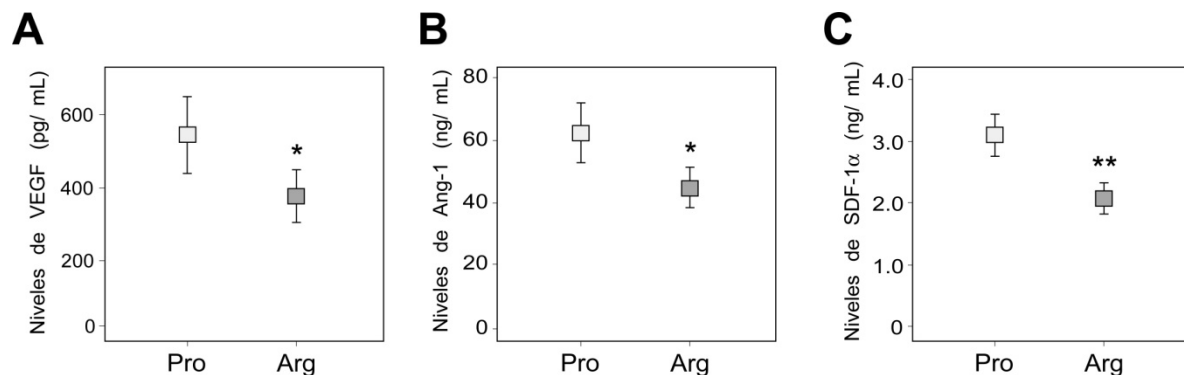 A
Niveles de VEGF (pg/ mL)
600
400
200
0
*
Pro Arg
B
Niveles de Ang-1 (ng/ mL)
80
60
40
20
0
*
Pro Arg
C
Niveles de SDF-1α (ng/ mL)
4.0
3.0
2.0
1.0
0
**
Pro Arg